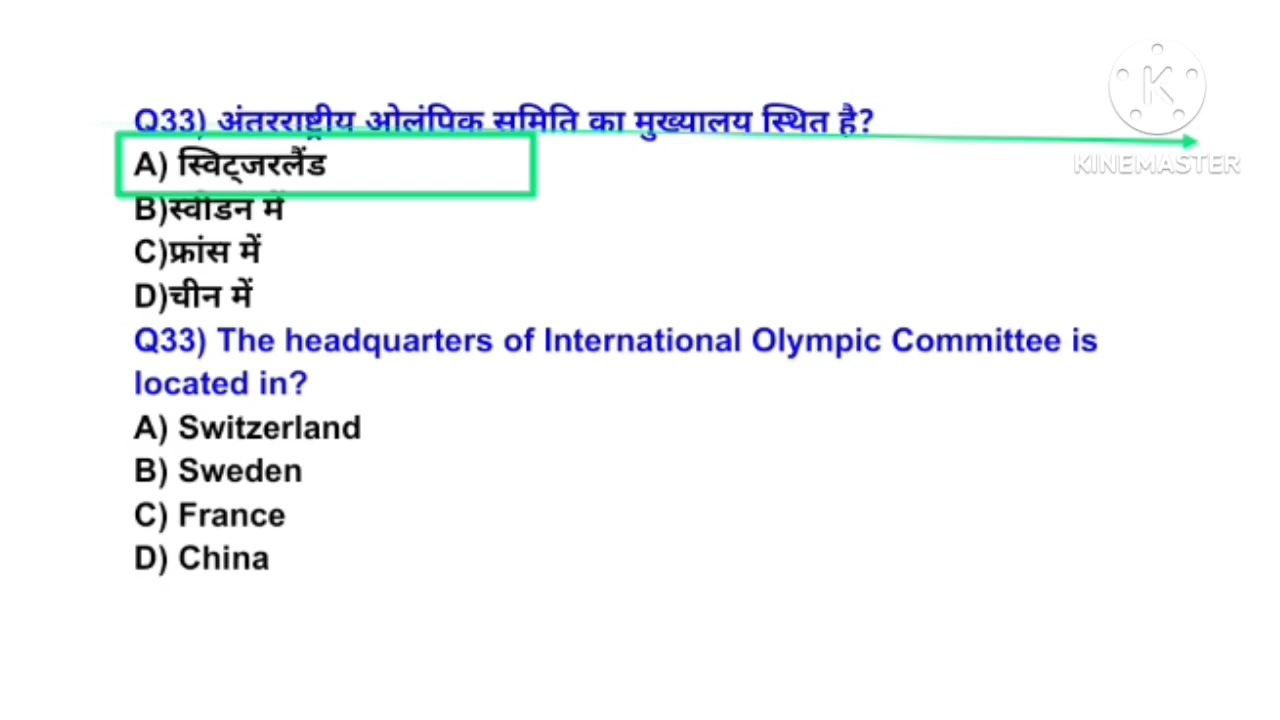 Q33) अंतरराष्ट्रीय ओलंपिक समिति का मुख्यालय स्थित है?
A) स्विट्जरलैंड
B)स्वीडन में
C)फ्रांस में
D)चीन में
Q33) The headquarters of International Olympic Committee is
located in?
A) Switzerland
B) Sweden
C) France
D) China
K
KINEMASTER